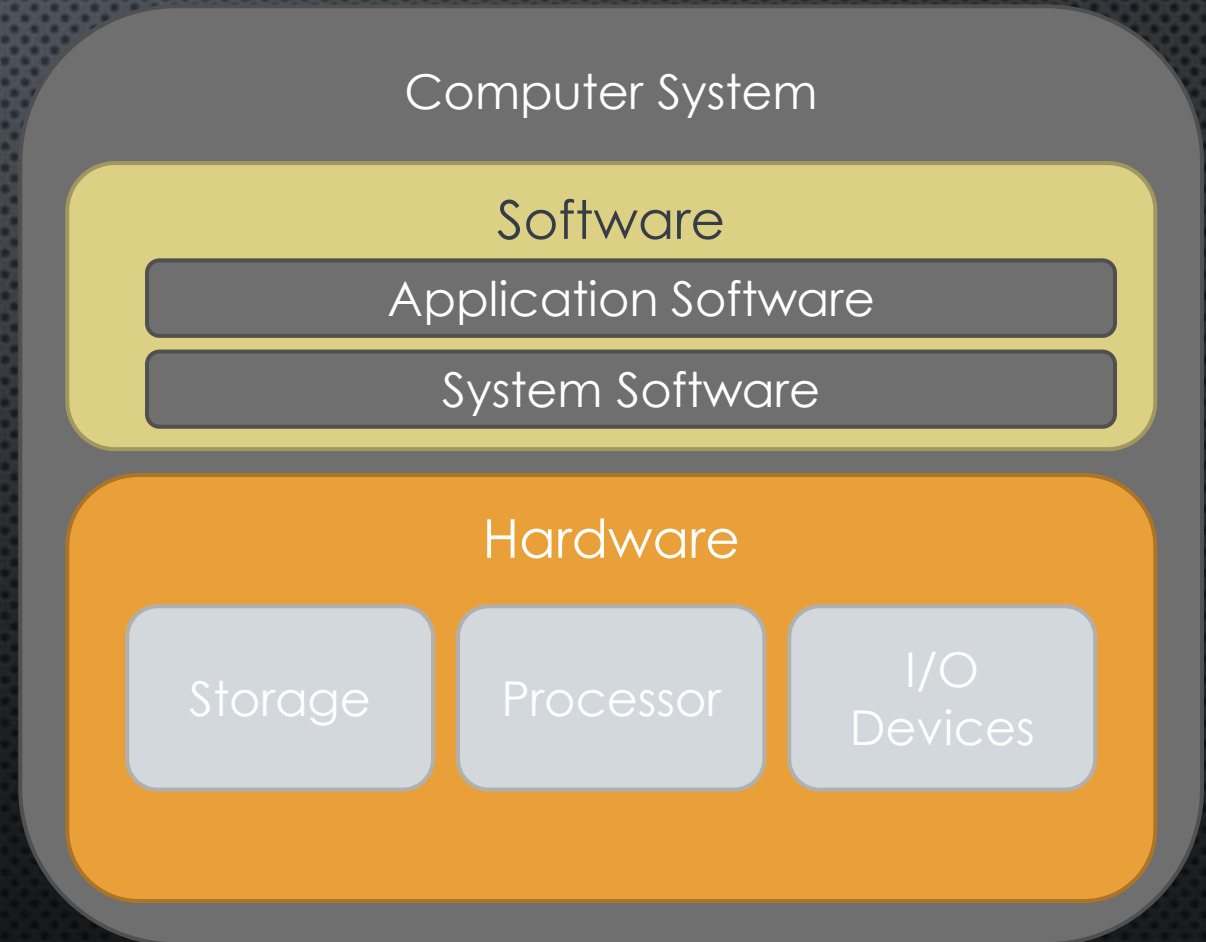 Computer System
Software
Application Software
System Software
Hardware
Storage
Processor
I/O
Devices